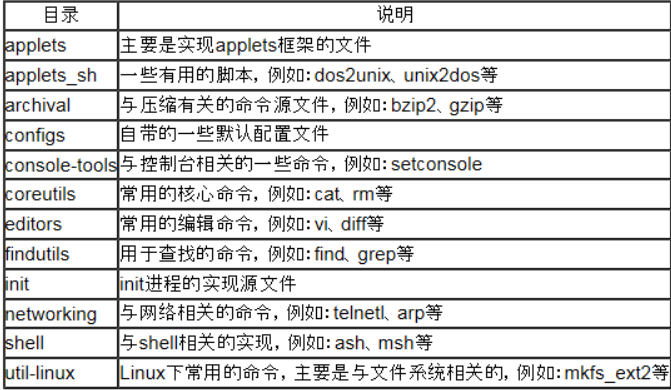 目录 说明
applets 主要是实现applets框架的文件
applets_sh 一些有用的脚本，例如：dos2unix、unix2dos等
archival 与压缩有关的命令源文件，例如：bzip2、gzip等
configs 自带的一些默认配置文件
console-tools 与控制台相关的一些命令，例如：setconsole
coreutils 常用的核心命令，例如：cat、rm等
editors 常用的编辑命令，例如：vi、diff等
findutils 用于查找的命令，例如：find、grep等
init init进程的实现源文件
networking 与网络相关的命令，例如：telnetl、arp等
shell 与shell相关的实现，例如：ash、msh等
util-linux Linux下常用的命令，主要是与文件系统相关的，例如：mkfs_ext2等